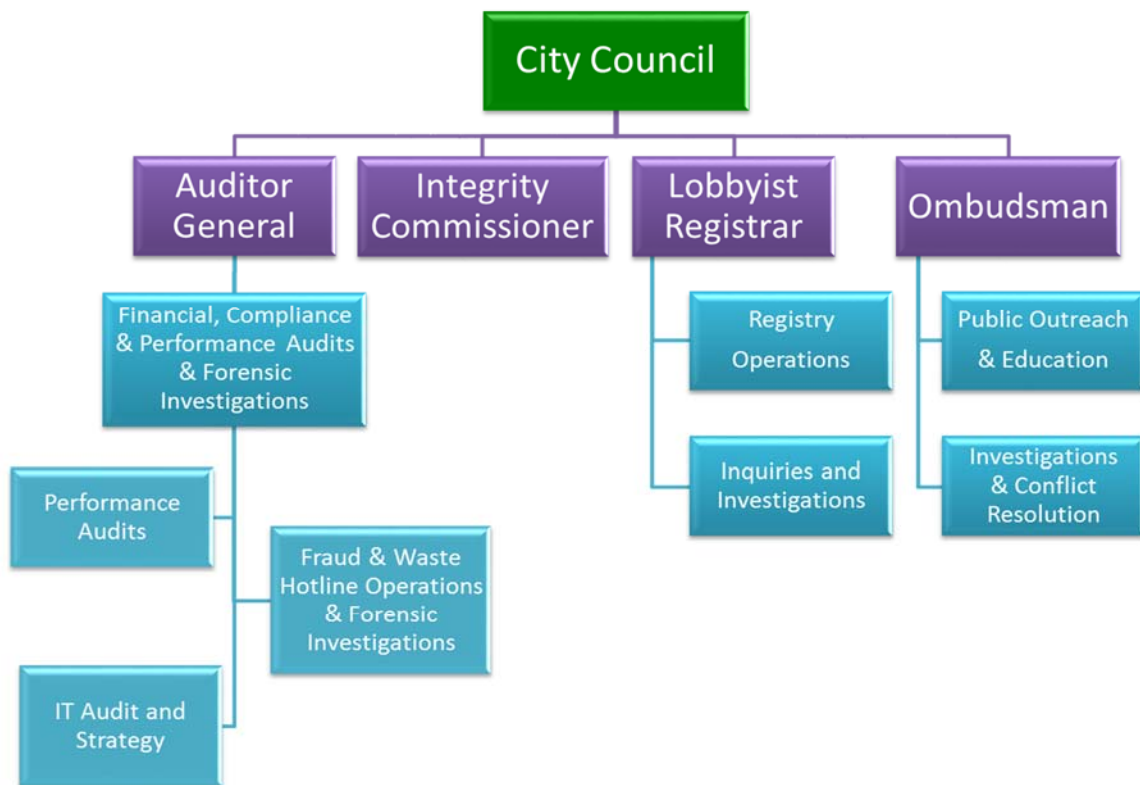 City Council
Auditor
General
Integrity
Commissioner
Lobbyist
Registrar
Ombudsman
Financial, Compliance
& Performance Audits
& Forensic
Investigations
Registry
Operations
Public Outreach
& Education
Performance
Audits
Fraud & Waste
Hotline Operations
& Forensic
Investigations
Inquiries and
Investigations
Investigations
& Conflict
Resolution
IT Audit and
Strategy